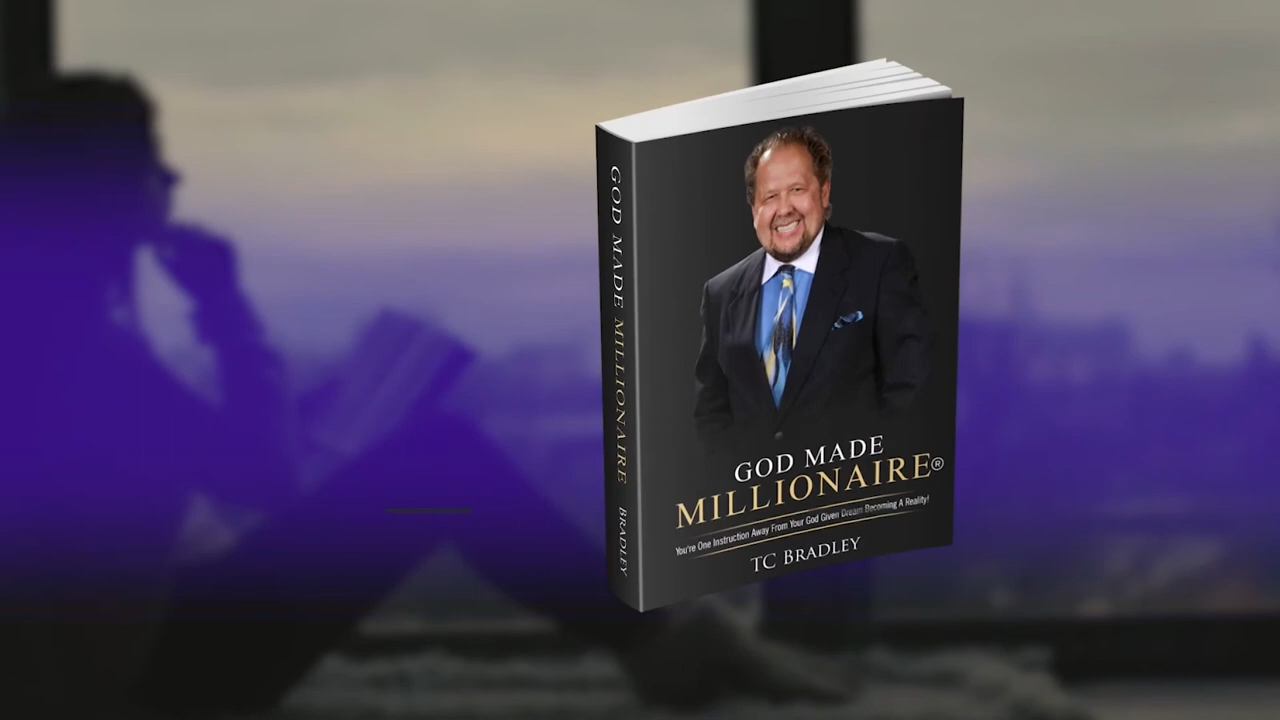 GOD MADE MILLIONAIRE BRADLEY
GOD MADE
MILLIONAIRE®
You're One Instruction Away From Your God Given Dream Becoming A Reality!
TC BRADLEY